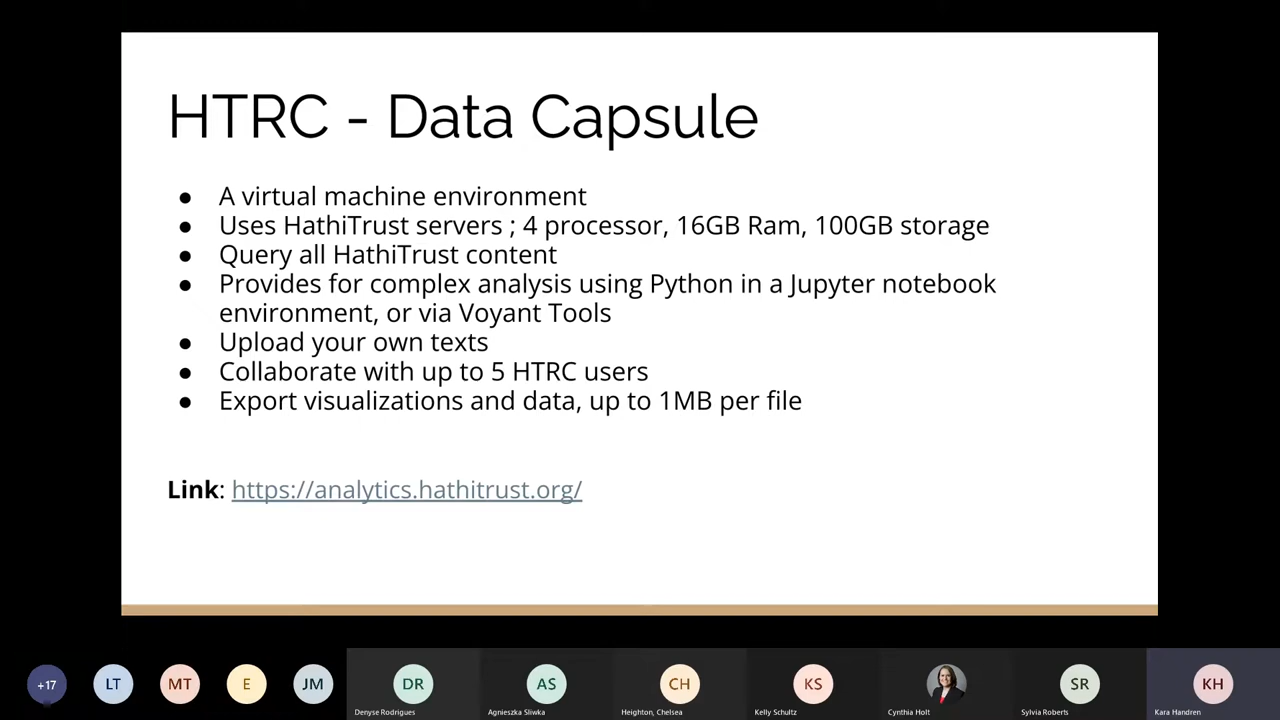 HTRC - Data Capsule
● A virtual machine environment
● Uses HathiTrust servers ; 4 processor, 16GB Ram, 100GB storage
● Query all HathiTrust content
● Provides for complex analysis using Python in a Jupyter notebook
environment, or via Voyant Tools
● Upload your own texts
● Collaborate with up to 5 HTRC users
● Export visualizations and data, up to 1MB per file
Link: https://analytics.hathitrust.org/
+17 LT MT E JM DR AS CH KS SR KH
Denyse Rodrigues Agnieszka Sliwka Heighton, Chelsea Kelly Schultz Cynthia Holt Sylvia Roberts Kara Handren